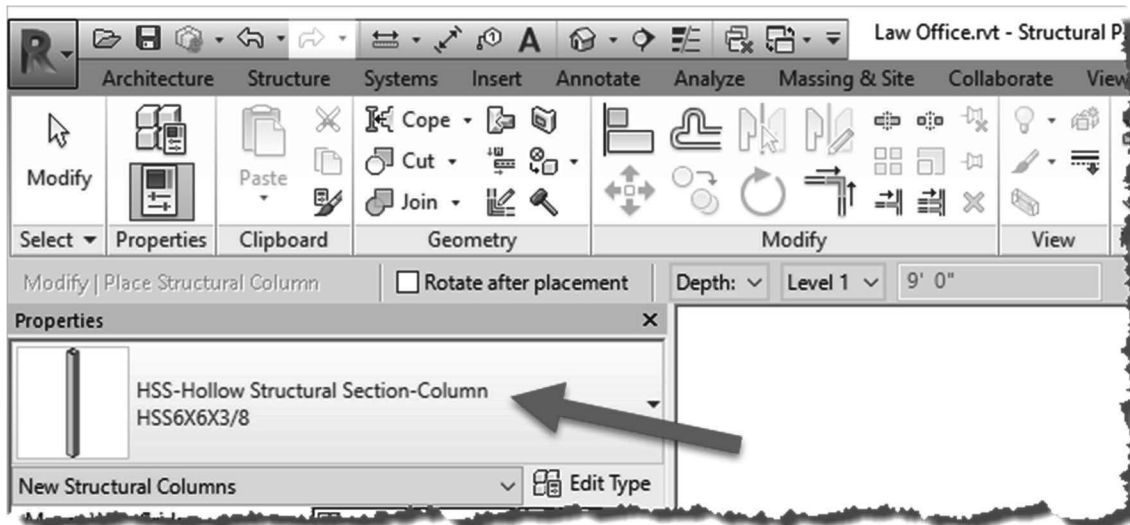 Law Office.rvt - Structural P
Architecture Structure Systems Insert Annotate Analyze Massing & Site Collaborate View
Modify
Paste
Cope
Cut
Join
Select Properties Clipboard Geometry Modify View
Modify | Place Structural Column Rotate after placement Depth: Level 1 9' 0"
Properties
HSS-Hollow Structural Section-Column
HSS6X6X3/8
New Structural Columns Edit Type